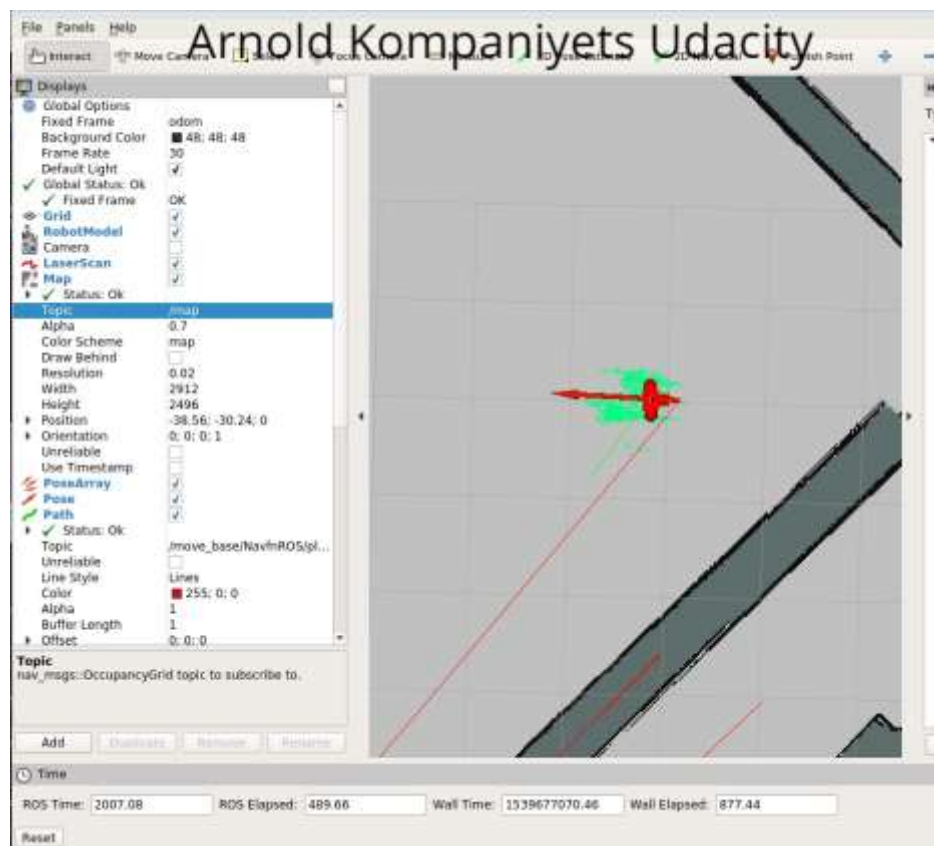 Arnold Kompaniyets Udacity
File Panels Help
Interact Move Camera Publish Point
Displays
Global Options
Fixed Frame odom
Background Color 48; 48; 48
Frame Rate 30
Default Light
Global Status: Ok
Fixed Frame OK
Grid
RobotModel
Camera
LaserScan
Map
Status: Ok
Topic /map
Alpha 0.7
Color Scheme map
Draw Behind
Resolution 0.02
Width 2912
Height 2496
Position -38.56; -30.24; 0
Orientation 0; 0; 0; 1
Unreliable
Use Timestamp
PoseArray
Pose
Path
Status: Ok
Topic /move_base/NavfnROS/pl...
Unreliable
Line Style Lines
Color 255; 0; 0
Alpha 1
Buffer Length 1
Offset 0; 0; 0
Topic
nav_msgs::OccupancyGrid topic to subscribe to.
Add Duplicate Remove Rename
Time
ROS Time: 2007.08 ROS Elapsed: 489.66 Wall Time: 1539677070.46 Wall Elapsed: 877.44
Reset